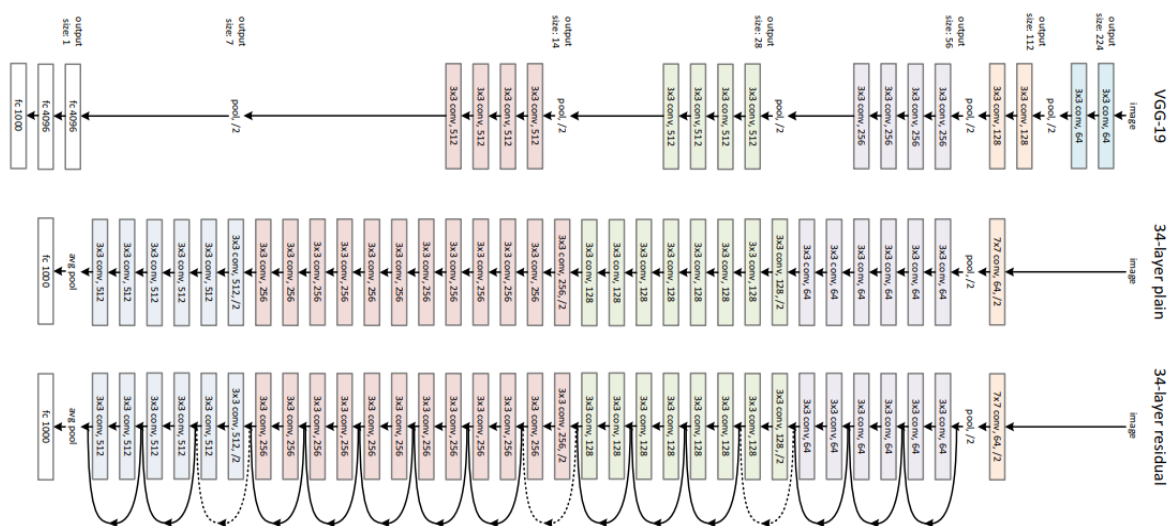 VGG-19
output
size: 224
output
size: 112
output
size: 56
output
size: 28
output
size: 14
output
size: 7
output
size: 1
image
3x3 conv, 64
3x3 conv, 64
pool, /2
3x3 conv, 128
3x3 conv, 128
pool, /2
3x3 conv, 256
3x3 conv, 256
3x3 conv, 256
3x3 conv, 256
pool, /2
3x3 conv, 512
3x3 conv, 512
3x3 conv, 512
3x3 conv, 512
pool, /2
3x3 conv, 512
3x3 conv, 512
3x3 conv, 512
3x3 conv, 512
pool, /2
fc 4096
fc 4096
fc 1000
34-layer plain
image
7x7 conv, 64, /2
pool, /2
3x3 conv, 64
3x3 conv, 64
3x3 conv, 64
3x3 conv, 64
3x3 conv, 64
3x3 conv, 64
3x3 conv, 128, /2
3x3 conv, 128
3x3 conv, 128
3x3 conv, 128
3x3 conv, 128
3x3 conv, 128
3x3 conv, 128
3x3 conv, 128
3x3 conv, 256, /2
3x3 conv, 256
3x3 conv, 256
3x3 conv, 256
3x3 conv, 256
3x3 conv, 256
3x3 conv, 256
3x3 conv, 256
3x3 conv, 256
3x3 conv, 256
3x3 conv, 256
3x3 conv, 256
3x3 conv, 512, /2
3x3 conv, 512
3x3 conv, 512
3x3 conv, 512
3x3 conv, 512
3x3 conv, 512
avg pool
fc 1000
34-layer residual
image
7x7 conv, 64, /2
pool, /2
3x3 conv, 64
3x3 conv, 64
3x3 conv, 64
3x3 conv, 64
3x3 conv, 64
3x3 conv, 64
3x3 conv, 128, /2
3x3 conv, 128
3x3 conv, 128
3x3 conv, 128
3x3 conv, 128
3x3 conv, 128
3x3 conv, 128
3x3 conv, 128
3x3 conv, 256, /2
3x3 conv, 256
3x3 conv, 256
3x3 conv, 256
3x3 conv, 256
3x3 conv, 256
3x3 conv, 256
3x3 conv, 256
3x3 conv, 256
3x3 conv, 256
3x3 conv, 256
3x3 conv, 256
3x3 conv, 512, /2
3x3 conv, 512
3x3 conv, 512
3x3 conv, 512
3x3 conv, 512
3x3 conv, 512
avg pool
fc 1000